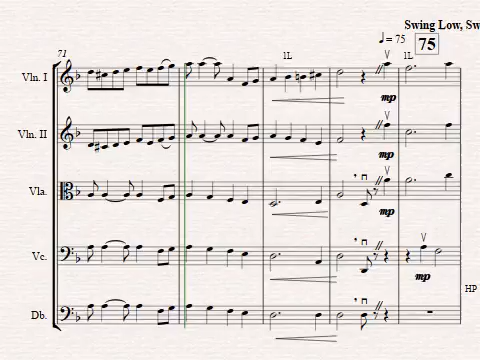 Swing Low, Sw
♩ = 75
75
71
1L
1L
Vln. I
mp
Vln. II
mp
Vla.
mp
Vc.
mp
HP
Db.